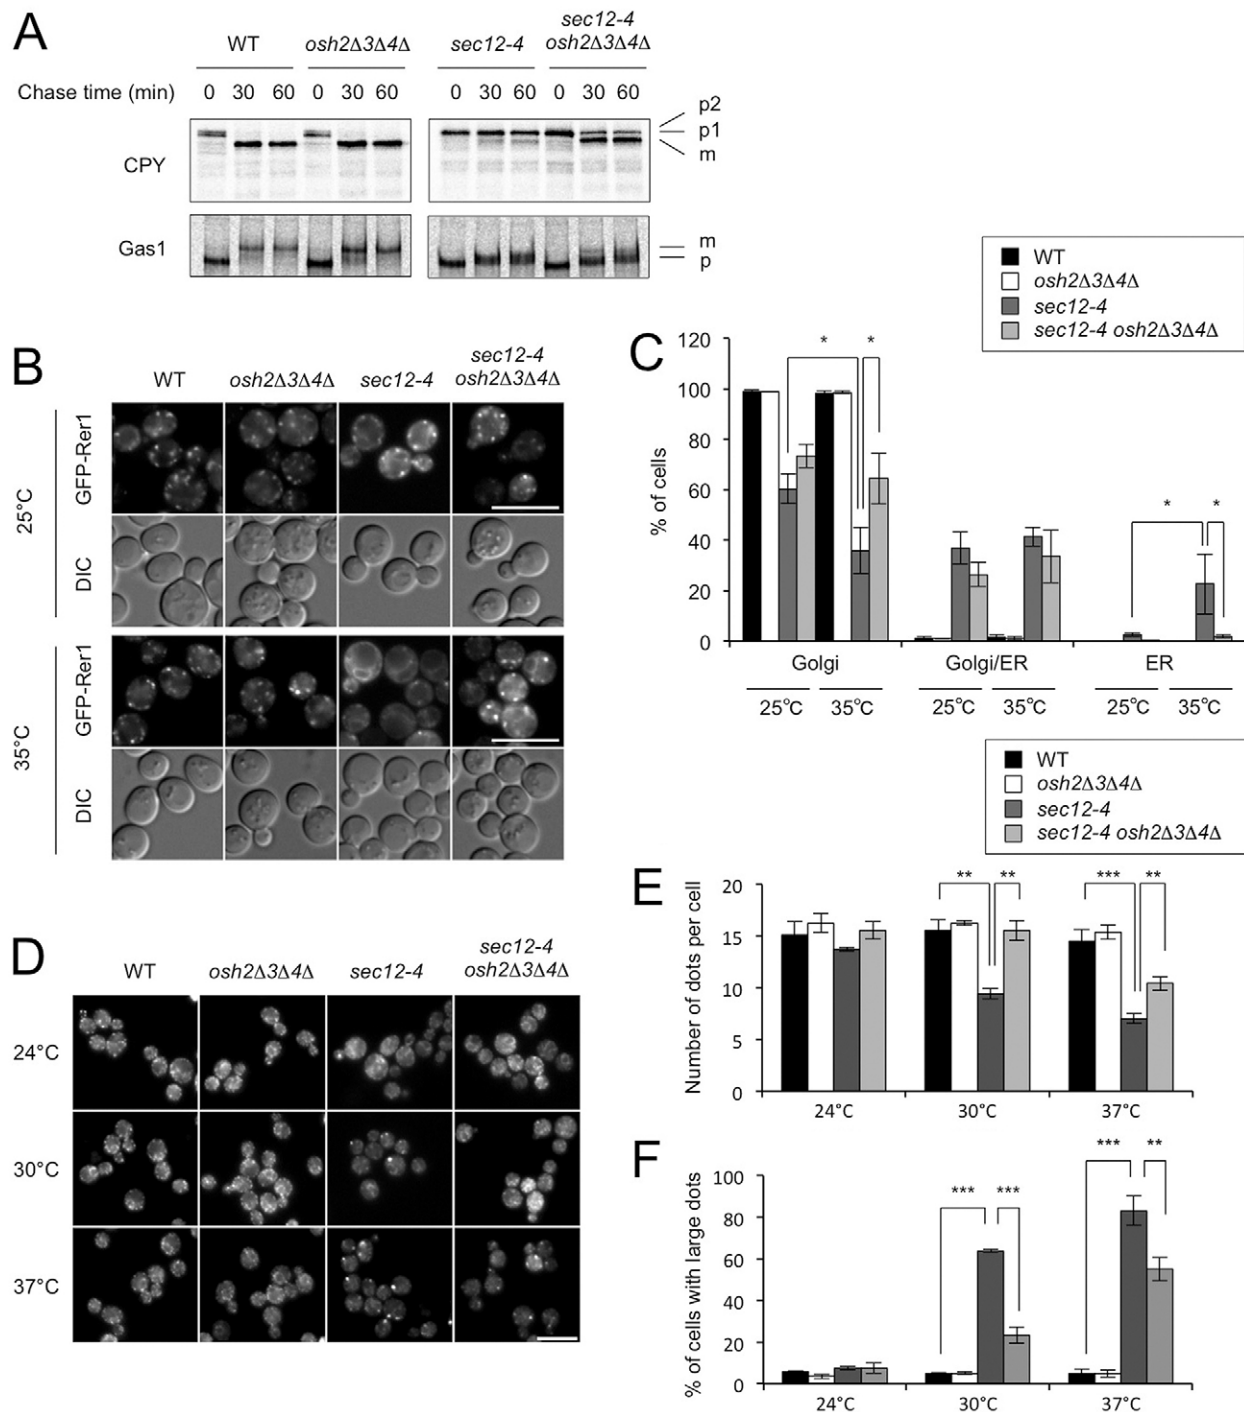 A
WT
osh2Δ3Δ4Δ
sec12-4
sec12-4
osh2Δ3Δ4Δ
Chase time (min)
0 30 60 0 30 60 0 30 60 0 30 60
CPY
p2
p1
m
Gas1
m
p
B
WT
osh2Δ3Δ4Δ
sec12-4
sec12-4
osh2Δ3Δ4Δ
25°C
GFP-Rer1
DIC
35°C
GFP-Rer1
DIC
C
WT
osh2Δ3Δ4Δ
sec12-4
sec12-4 osh2Δ3Δ4Δ
% of cells
120
100
80
60
40
20
0
* *
* *
Golgi Golgi/ER ER
25°C 35°C 25°C 35°C 25°C 35°C
D
WT
osh2Δ3Δ4Δ
sec12-4
sec12-4
osh2Δ3Δ4Δ
24°C
30°C
37°C
WT
osh2Δ3Δ4Δ
sec12-4
sec12-4 osh2Δ3Δ4Δ
E
Number of dots per cell
20
15
10
5
0
** ** *** **
24°C 30°C 37°C
F
% of cells with large dots
100
80
60
40
20
0
*** *** *** **
24°C 30°C 37°C